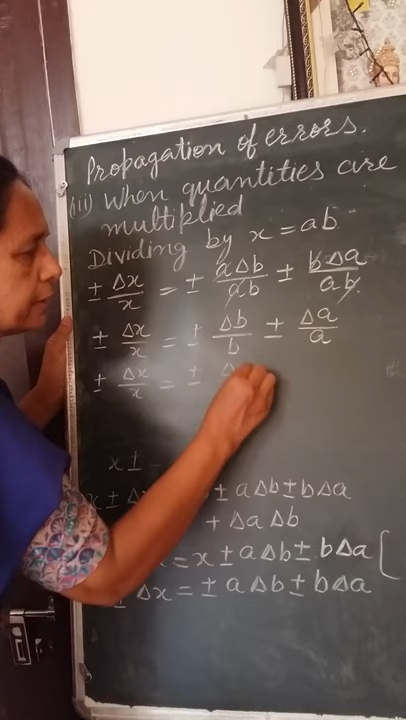 Propagation of errors.
(iii) When quantities are
multiplied
Dividing by x = ab
± Δx/x = ± aΔb/ab ± bΔa/ab
± Δx/x = ± Δb/b ± Δa/a
± Δx/x = ± Δ
x ±
x ± Δx ± aΔb ± bΔa
+ ΔaΔb
= x ± aΔb ± bΔa [
± Δx = ± aΔb ± bΔa